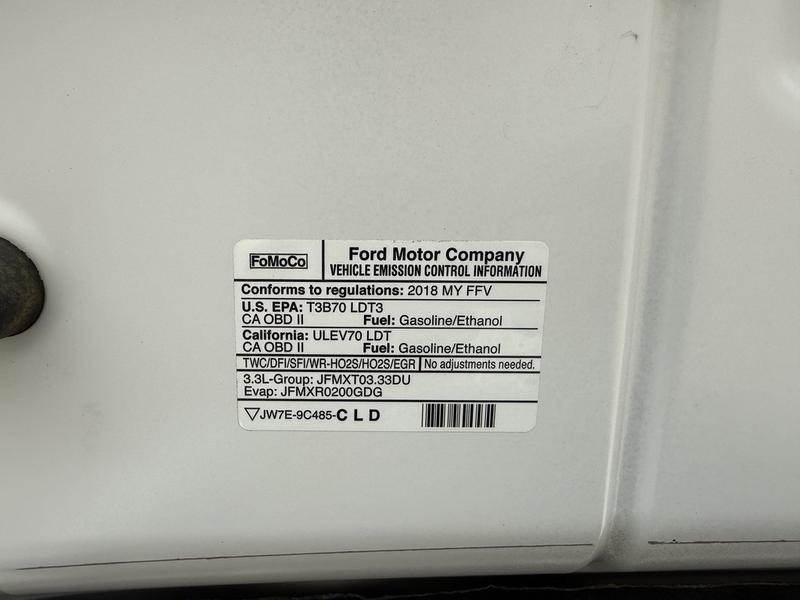 FoMoCo
Ford Motor Company
VEHICLE EMISSION CONTROL INFORMATION
Conforms to regulations: 2018 MY FFV
U.S. EPA: T3B70 LDT3
CA OBD II Fuel: Gasoline/Ethanol
California: ULEV70 LDT
CA OBD II Fuel: Gasoline/Ethanol
TWC/DFI/SFI/WR-HO2S/HO2S/EGR No adjustments needed.
3.3L-Group: JFMXT03.33DU
Evap: JFMXR0200GDG
JW7E-9C485-C L D